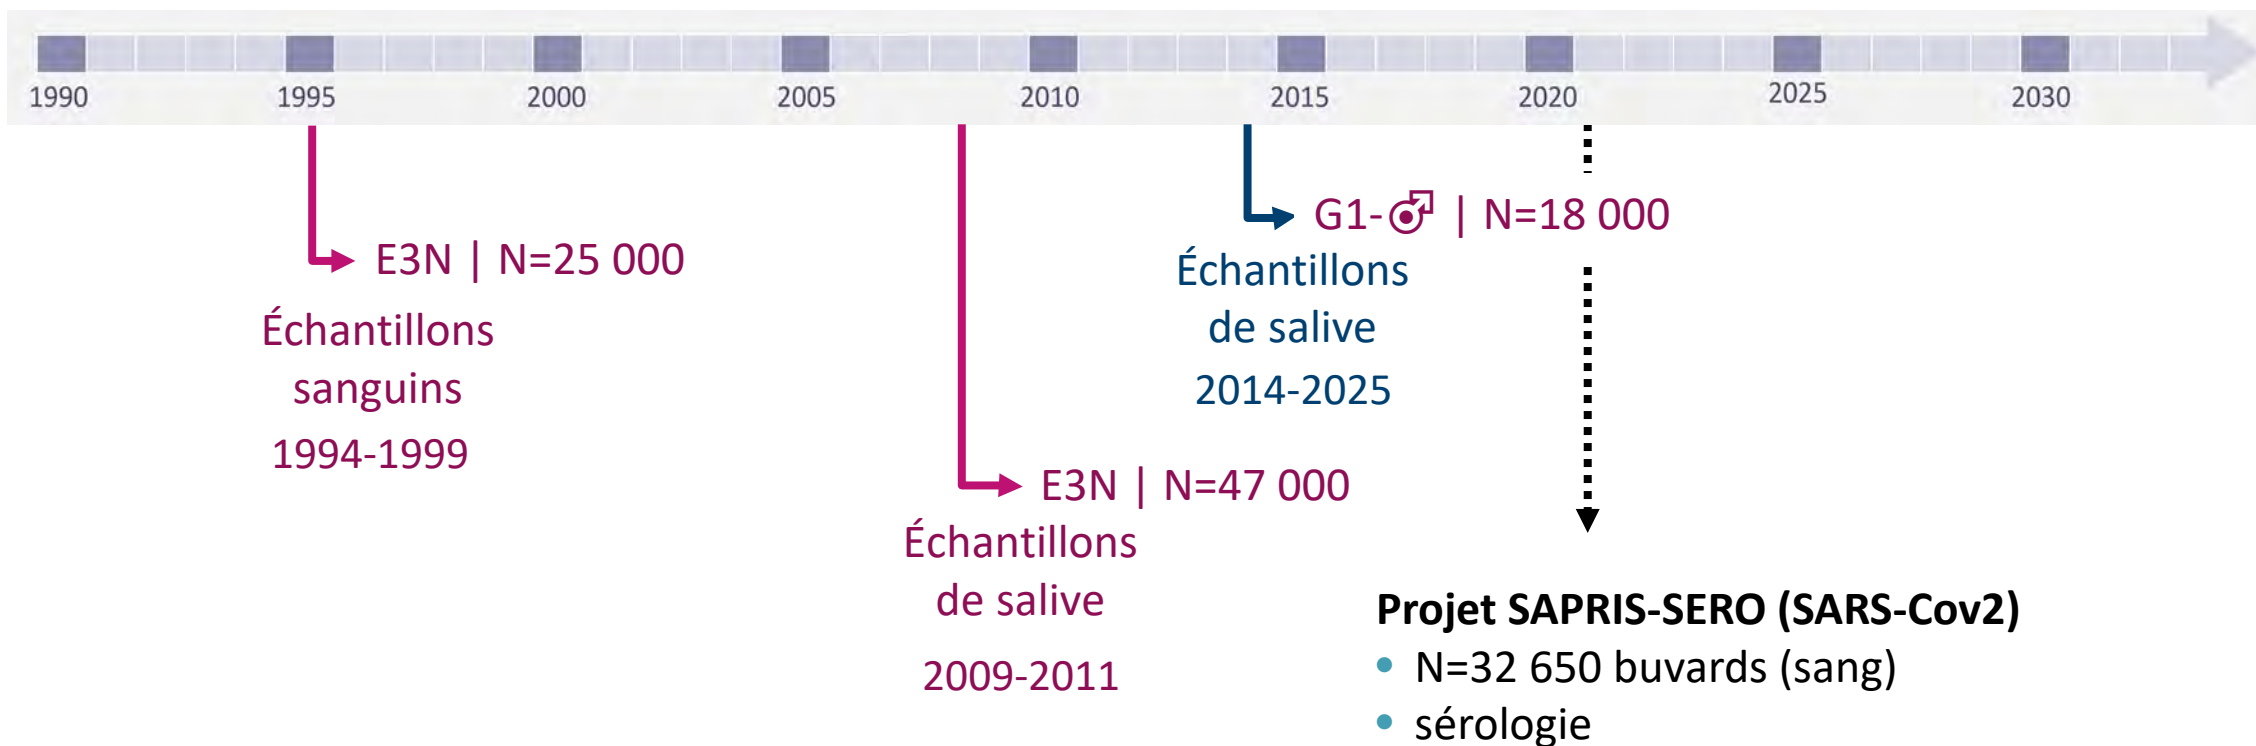 1990 1995 2000 2005 2010 2015 2020 2025 2030
E3N | N=25 000
Échantillons
sanguins
1994-1999
E3N | N=47 000
Échantillons
de salive
2009-2011
G1-♂ | N=18 000
Échantillons
de salive
2014-2025
Projet SAPRIS-SERO (SARS-Cov2)
• N=32 650 buvards (sang)
• sérologie